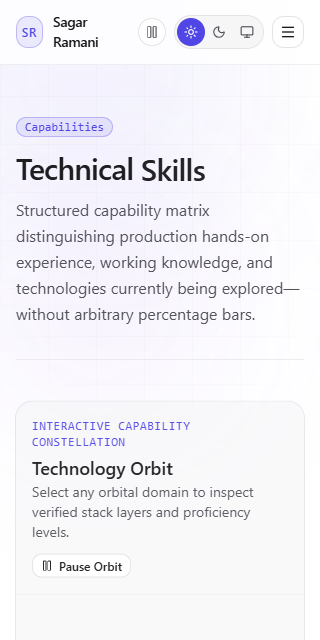 SR
Sagar
Ramani
Capabilities
Technical Skills
Structured capability matrix
distinguishing production hands-on
experience, working knowledge, and
technologies currently being explored—
without arbitrary percentage bars.
INTERACTIVE CAPABILITY
CONSTELLATION
Technology Orbit
Select any orbital domain to inspect
verified stack layers and proficiency
levels.
Pause Orbit